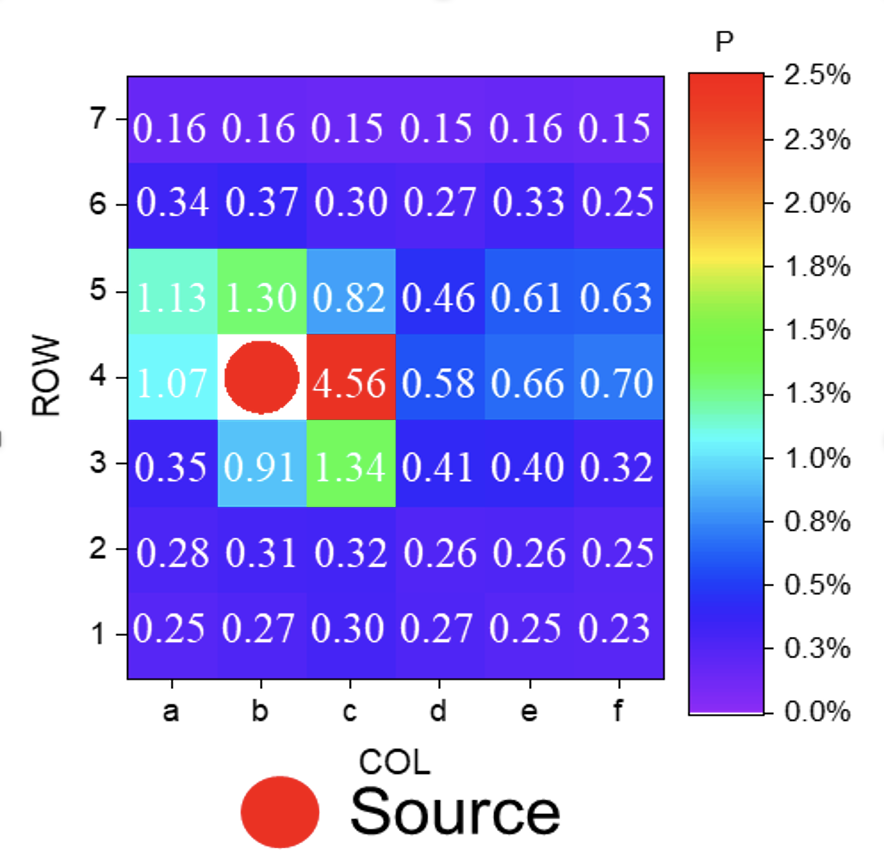 P
7 0.16 0.16 0.15 0.15 0.16 0.15
6 0.34 0.37 0.30 0.27 0.33 0.25
5 1.13 1.30 0.82 0.46 0.61 0.63
4 1.07 4.56 0.58 0.66 0.70
3 0.35 0.91 1.34 0.41 0.40 0.32
2 0.28 0.31 0.32 0.26 0.26 0.25
1 0.25 0.27 0.30 0.27 0.25 0.23
ROW
a b c d e f
COL
2.5%
2.3%
2.0%
1.8%
1.5%
1.3%
1.0%
0.8%
0.5%
0.3%
0.0%
Source